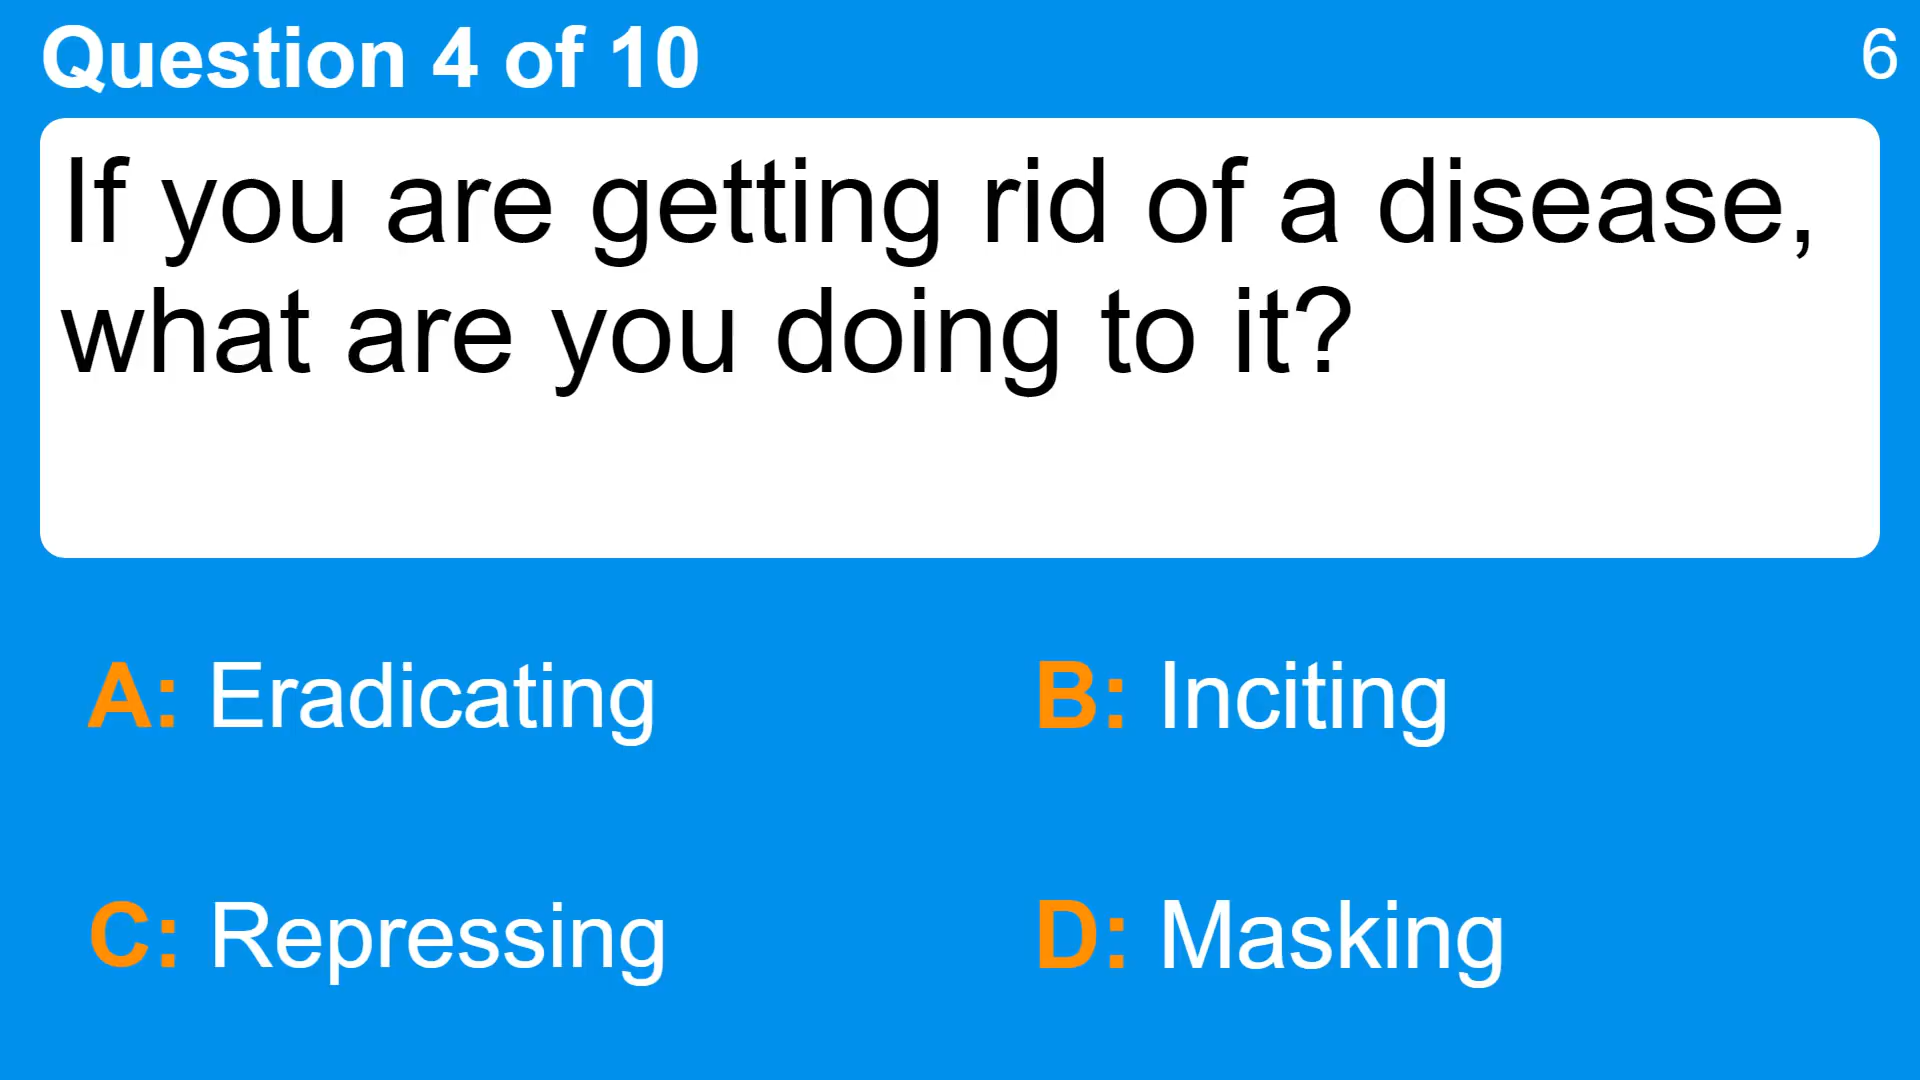 Question 4 of 10
6
If you are getting rid of a disease,
what are you doing to it?
A: Eradicating
B: Inciting
C: Repressing
D: Masking